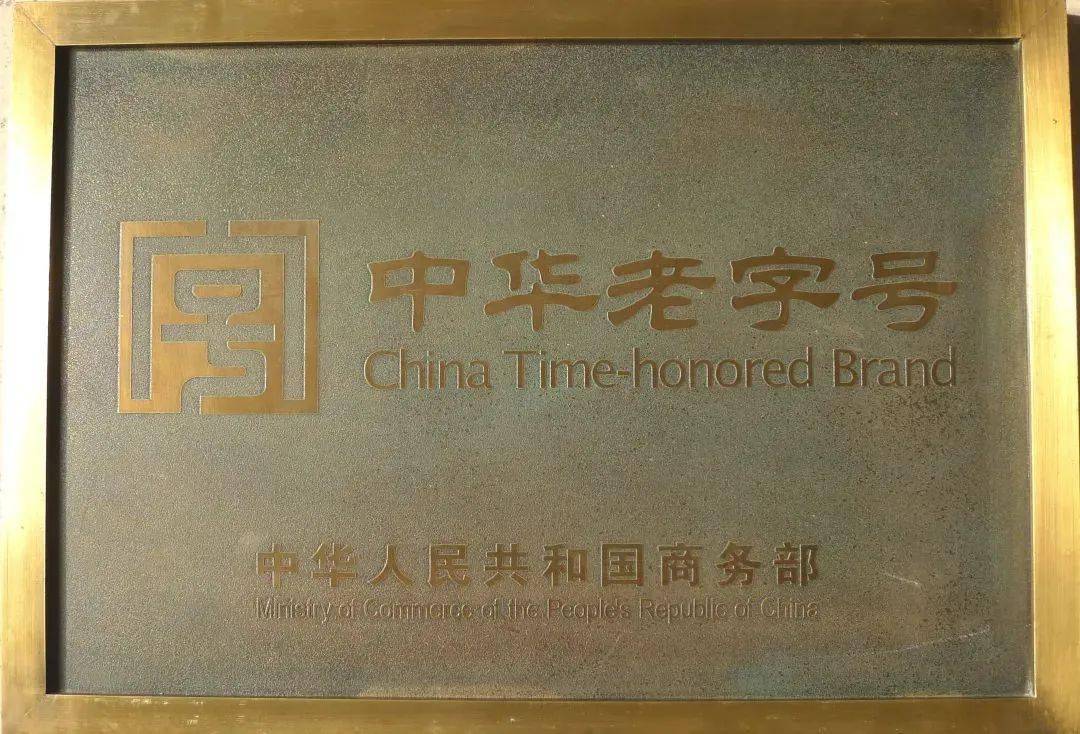 中华老字号
China Time-honored Brand
中华人民共和国商务部
Ministry of Commerce of the People's Republic of China